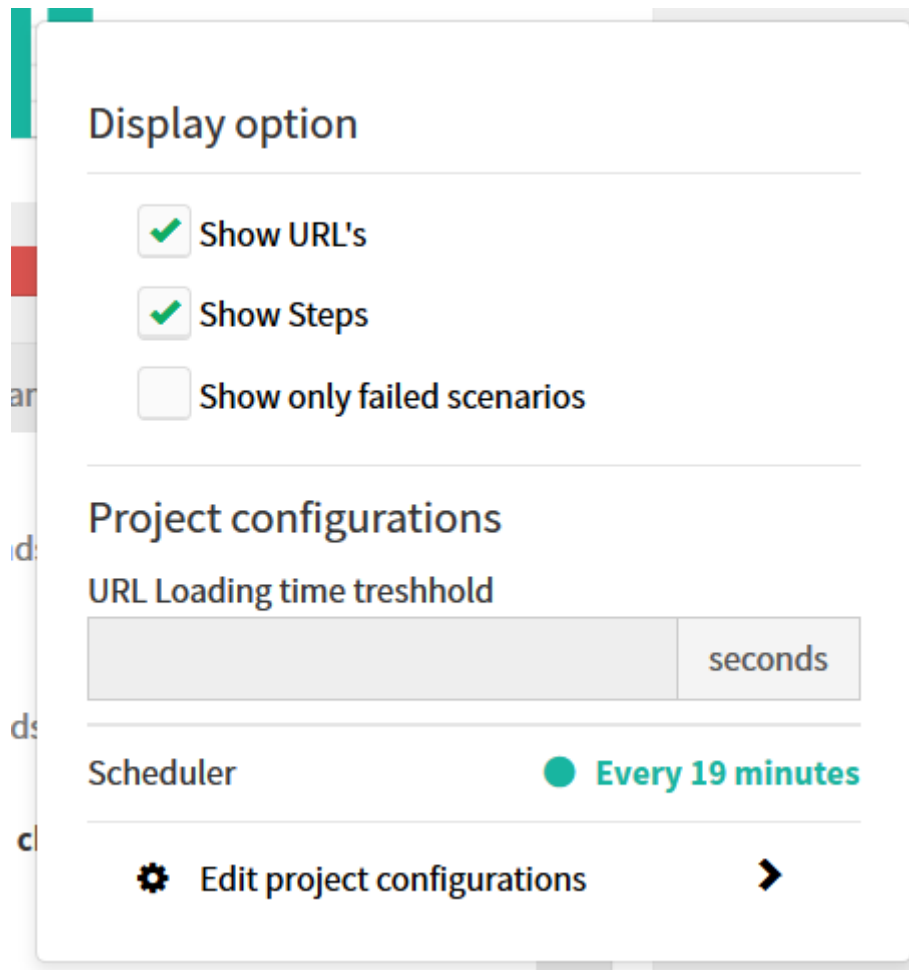 Display option
Show URL's
Show Steps
Show only failed scenarios
Project configurations
URL Loading time treshhold
seconds
Scheduler
Every 19 minutes
Edit project configurations